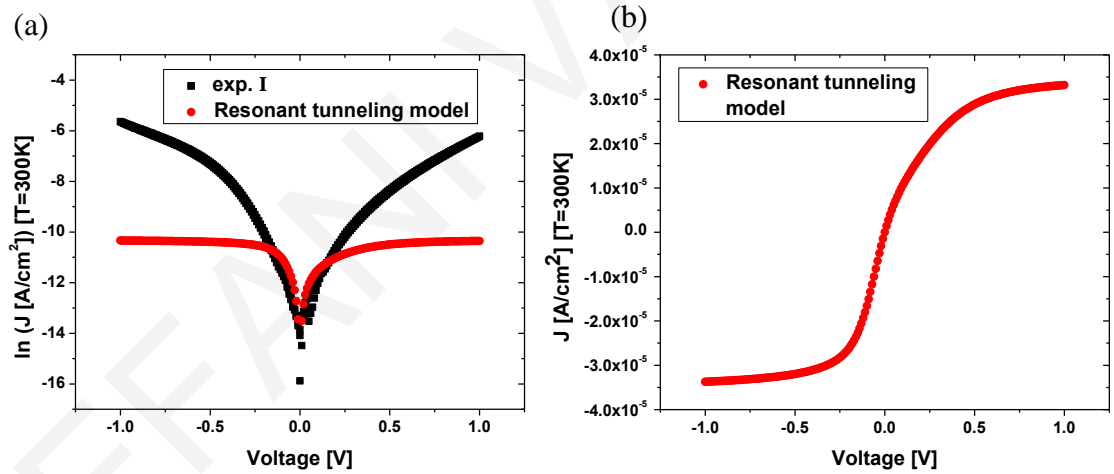 (a)
(b)
ln (J [A/cm²]) [T=300K]
-4
-6
-8
-10
-12
-14
-16
exp. I
Resonant tunneling model
-1.0 -0.5 0.0 0.5 1.0
Voltage [V]
J [A/cm²] [T=300K]
4.0x10⁻⁵
3.0x10⁻⁵
2.0x10⁻⁵
1.0x10⁻⁵
0.0
-1.0x10⁻⁵
-2.0x10⁻⁵
-3.0x10⁻⁵
-4.0x10⁻⁵
Resonant tunneling
model
-1.0 -0.5 0.0 0.5 1.0
Voltage [V]
EFFANI V